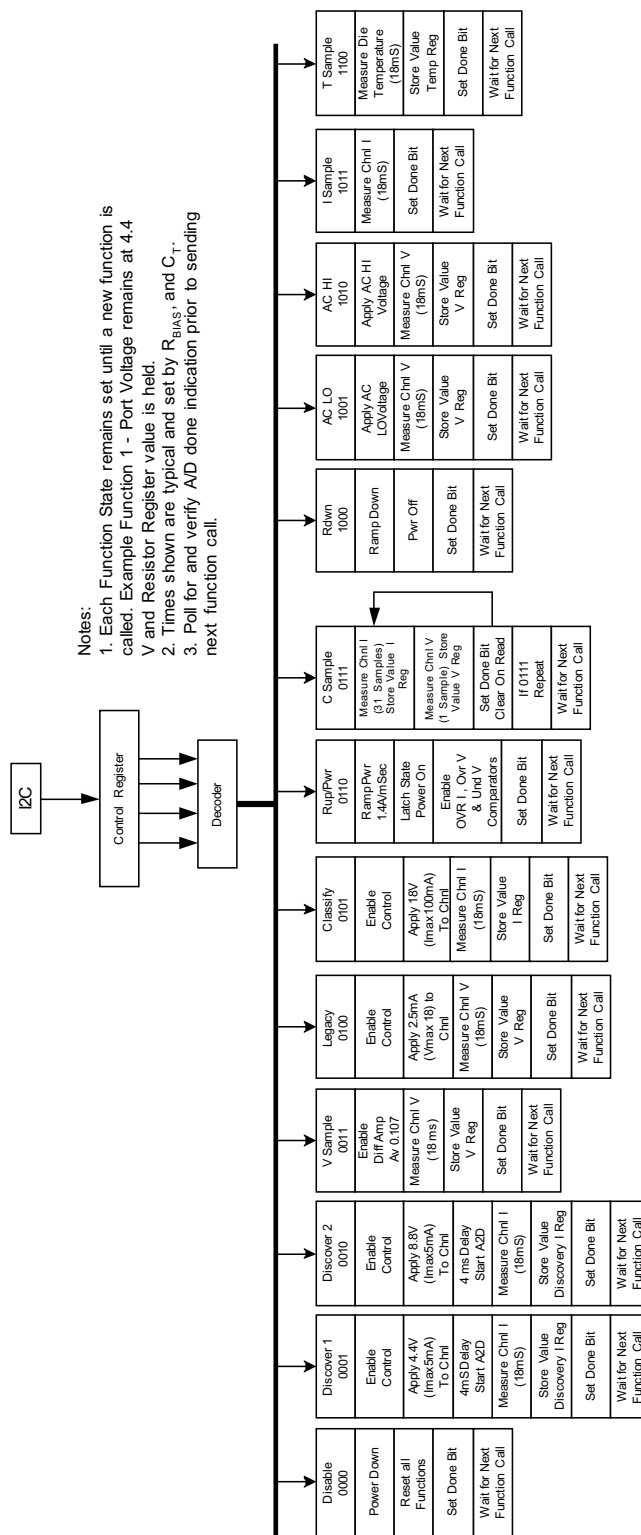 I2C
Control Register
Decoder
Notes:
1. Each Function State remains set until a new function is
called. Example Function 1 - Port Voltage remains at 4.4
V and Resistor Register value is held.
2. Times shown are typical and set by RBIAS, and CT.
3. Poll for and verify A/D done indication prior to sending
next function call.
Disable
0000
Power Down
Reset all
Functions
Set Done Bit
Wait for Next
Function Call
Discover 1
0001
Enable
Control
Apply 4.4V
(Imax5mA)
To Chnl
4mSDelay
Start A2D
Measure Chnl I
(18mS)
Store Value
Discovery I Reg
Set Done Bit
Wait for Next
Function Call
Discover 2
0010
Enable
Control
Apply 8.8V
(Imax5mA)
To Chnl
4 msDelay
Start A2D
Measure Chnl I
(18mS)
Store Value
Discovery I Reg
Set Done Bit
Wait for Next
Function Call
V Sample
0011
Enable
Diff Amp
Av 0.107
Measure Chnl V
(18 ms)
Store Value
V Reg
Set Done Bit
Wait for Next
Function Call
Legacy
0100
Enable
Control
Apply 2.5mA
(Vmax 18) to
Chnl
Measure Chnl V
(18mS)
Store Value
V Reg
Set Done Bit
Wait for Next
Function Call
Classify
0101
Enable
Control
Apply 18V
(Imax100mA)
To Chnl
Measure Chnl I
(18mS)
Store Value
I Reg
Set Done Bit
Wait for Next
Function Call
Rup/Pwr
0110
Ramp Pwr
1.4A/mSec
Latch State
Power On
Enable
OVR I , Ovr V
& Und V
Comparators
Set Done Bit
Wait for Next
Function Call
C Sample
0111
Measure Chnl I
(31 Samples)
Store Value I
Reg
Measure Chnl V
(1 Sample) Store
Value V Reg
Set Done Bit
Clear On Read
If 0111
Repeat
Wait for Next
Function Call
Rdwn
1000
Ramp Down
Pwr Off
Set Done Bit
Wait for Next
Function Call
AC LO
1001
Apply AC
LOVoltage
Measure Chnl V
(18mS)
Store Value
V Reg
Set Done Bit
Wait for Next
Function Call
AC HI
1010
Apply AC HI
Voltage
Measure Chnl V
(18mS)
Store Value
V Reg
Set Done Bit
Wait for Next
Function Call
I Sample
1011
Measure Chnl I
(18mS)
Set Done Bit
Wait for Next
Function Call
T Sample
1100
Measure Die
Temperature
(18mS)
Store Value
Temp Reg
Set Done Bit
Wait for Next
Function Call